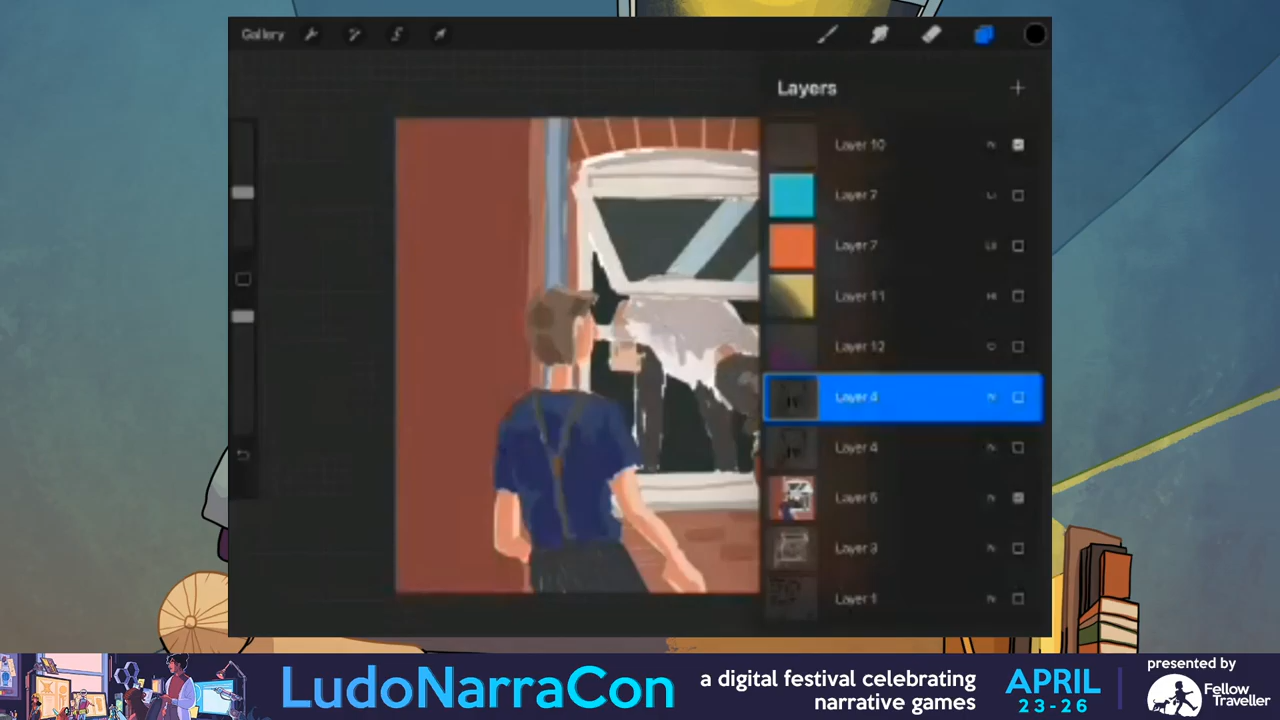 Gallery
Layers
Layer 10
N
Layer 7
Layer 7
Layer 11
Layer 12
Layer 4
N
Layer 4
N
Layer 6
N
Layer 3
N
Layer 1
N
LudoNarraCon
a digital festival celebrating
narrative games
APRIL
23-26
presented by
Fellow
Traveller